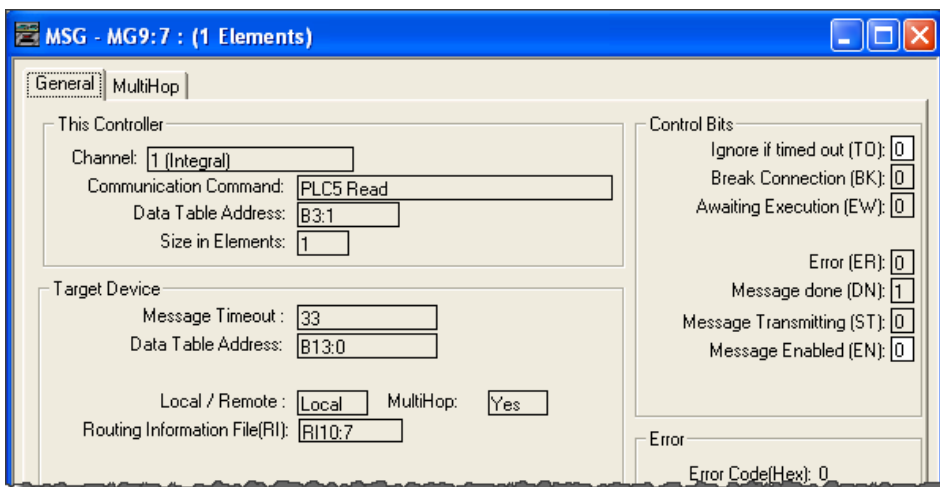 MSG - MG9:7 : (1 Elements)
General MultiHop
This Controller
Channel: 1 (Integral)
Communication Command: PLC5 Read
Data Table Address: B3:1
Size in Elements: 1
Target Device
Message Timeout : 33
Data Table Address: B13:0
Local / Remote : Local MultiHop: Yes
Routing Information File(RI): RI10:7
Control Bits
Ignore if timed out (TO): 0
Break Connection (BK): 0
Awaiting Execution (EW): 0
Error (ER): 0
Message done (DN): 1
Message Transmitting (ST): 0
Message Enabled (EN): 0
Error
Error Code(Hex): 0